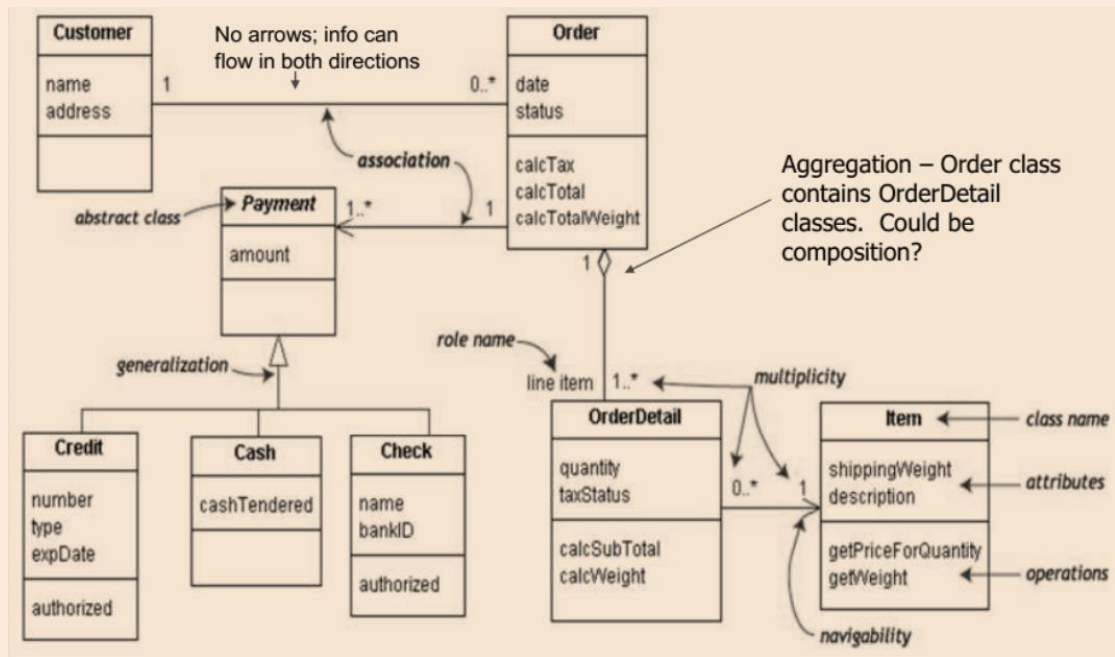 Customer
name
address
No arrows; info can
flow in both directions
1
0..*
Order
date
status
calcTax
calcTotal
calcTotalWeight
association
abstract class
Payment
1..*
1
amount
Aggregation – Order class
contains OrderDetail
classes. Could be
composition?
1
generalization
role name
line item
1..*
multiplicity
Credit
number
type
expDate
authorized
Cash
cashTendered
Check
name
bankID
authorized
OrderDetail
quantity
taxStatus
calcSubTotal
calcWeight
0..*
1
Item
shippingWeight
description
getPriceForQuantity
getWeight
class name
attributes
operations
navigability